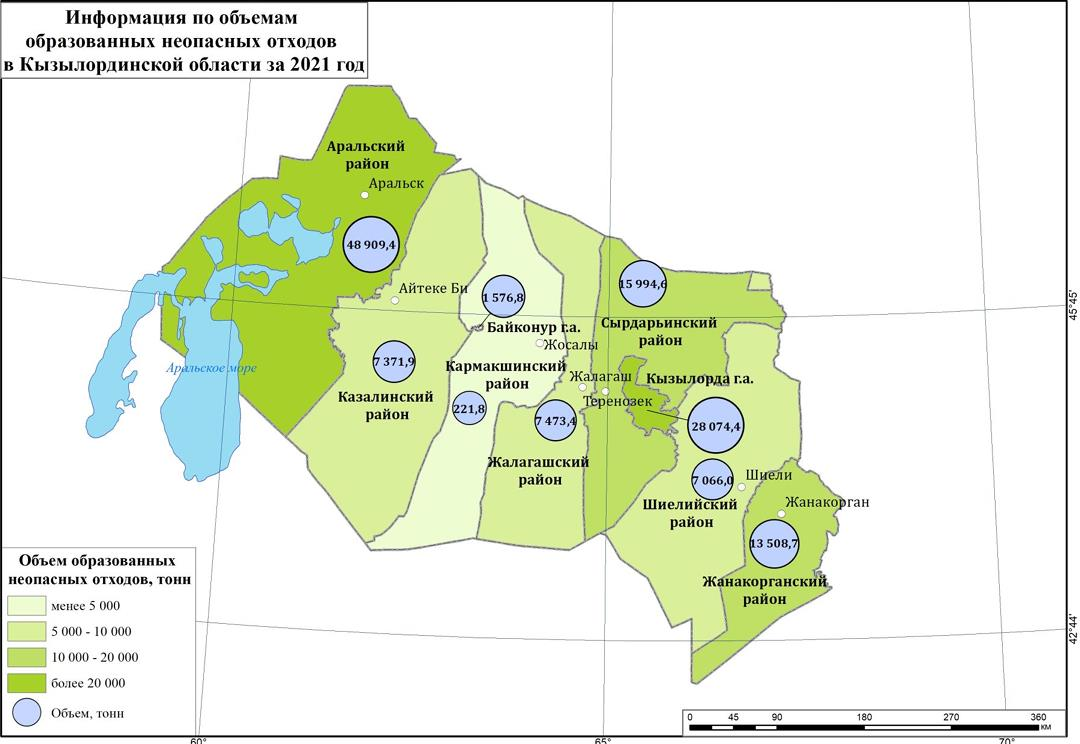 Информация по объемам
образованных неопасных отходов
в Кызылординской области за 2021 год
Аральский
район
Аральск
48 909,4
Айтеке Би
1 576,8
15 994,6
Байконур г.а.
Сырдарьинский
район
Жосалы
7 371,9
Кармакшинский
район
Аральское море
Жалагаш
Кызылорда г.а.
Казалинский
район
Теренозек
221,8
7 473,4
28 074,4
Жалагашский
район
7 066,0
Шиели
Шиелийский
район
Жанакорган
13 508,7
Жанакорганский
район
Объем образованных
неопасных отходов, тонн
менее 5 000
5 000 - 10 000
10 000 - 20 000
более 20 000
Объем, тонн
45°45'
42°44'
0 45 90 180 270 360
КМ
60° 65° 70°